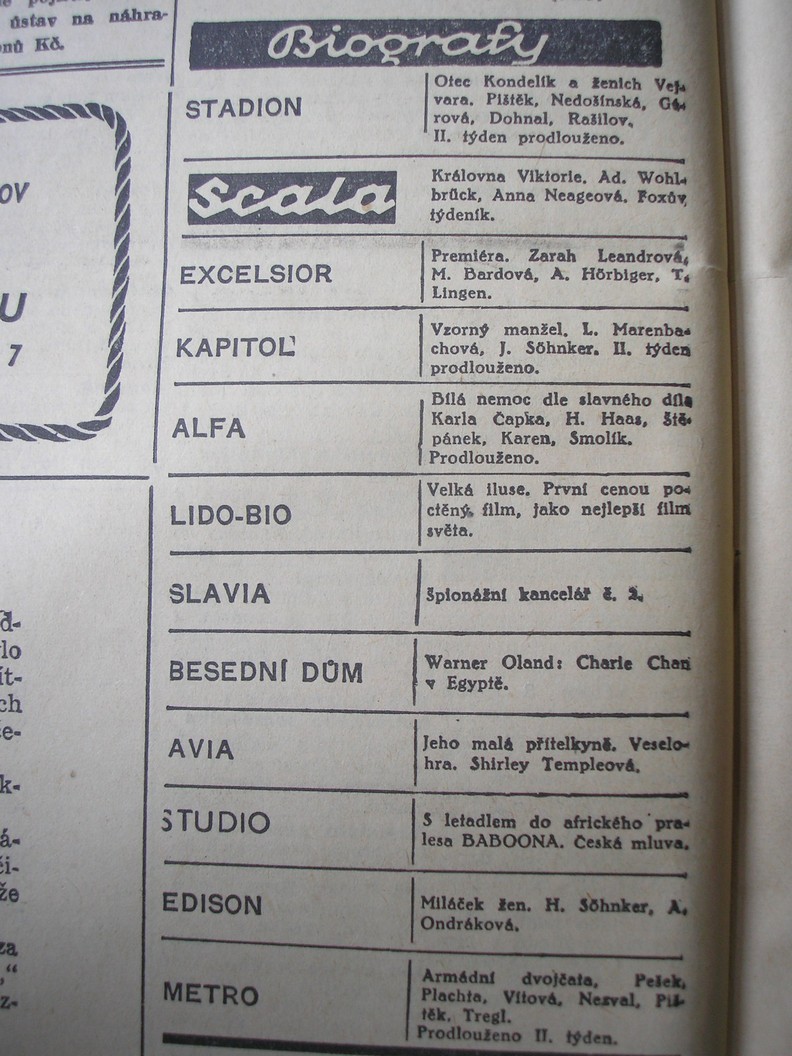 ústav na náhra-
Kč.
Biografy
STADION
Otec Kondelík a ženich Vej-
vara. Pištěk, Nedošínská, Gó-
rová, Dohnal, Rašilov.
II. týden prodlouženo.
Scala
Královna Viktorie. Ad. Wohl-
brück, Anna Neageová. Foxův
týdeník.
EXCELSIOR
Premiéra. Zarah Leandrová,
M. Bardová, A. Hörbiger, T.
Lingen.
KAPITOL
Vzorný manžel. L. Marenba-
chová, J. Söhnker. II. týden
prodlouženo.
ALFA
Bílá nemoc dle slavného díla
Karla Čapka, H. Haas, Ště-
pánek, Karen, Smolík.
Prodlouženo.
LIDO-BIO
Velká iluse. První cenou po-
ctěný film, jako nejlepší film
světa.
SLAVIA
Špionážní kancelář č. 2.
BESEDNÍ DŮM
Warner Oland: Charlie Chan
v Egyptě.
AVIA
Jeho malá přítelkyně. Veselo-
hra. Shirley Templeová.
STUDIO
S letadlem do afrického pra-
lesa BABOONA. Česká mluva.
EDISON
Miláček žen. H. Söhnker, A.
Ondráková.
METRO
Armádní dvojčata. Pešek,
Plachta, Vítová, Nesval, Piš-
těk, Tregl.
Prodlouženo II. týden.
OV
U
7
d-
lo
ít-
ch
e-
k-
á-
či-
že
za
“
z-